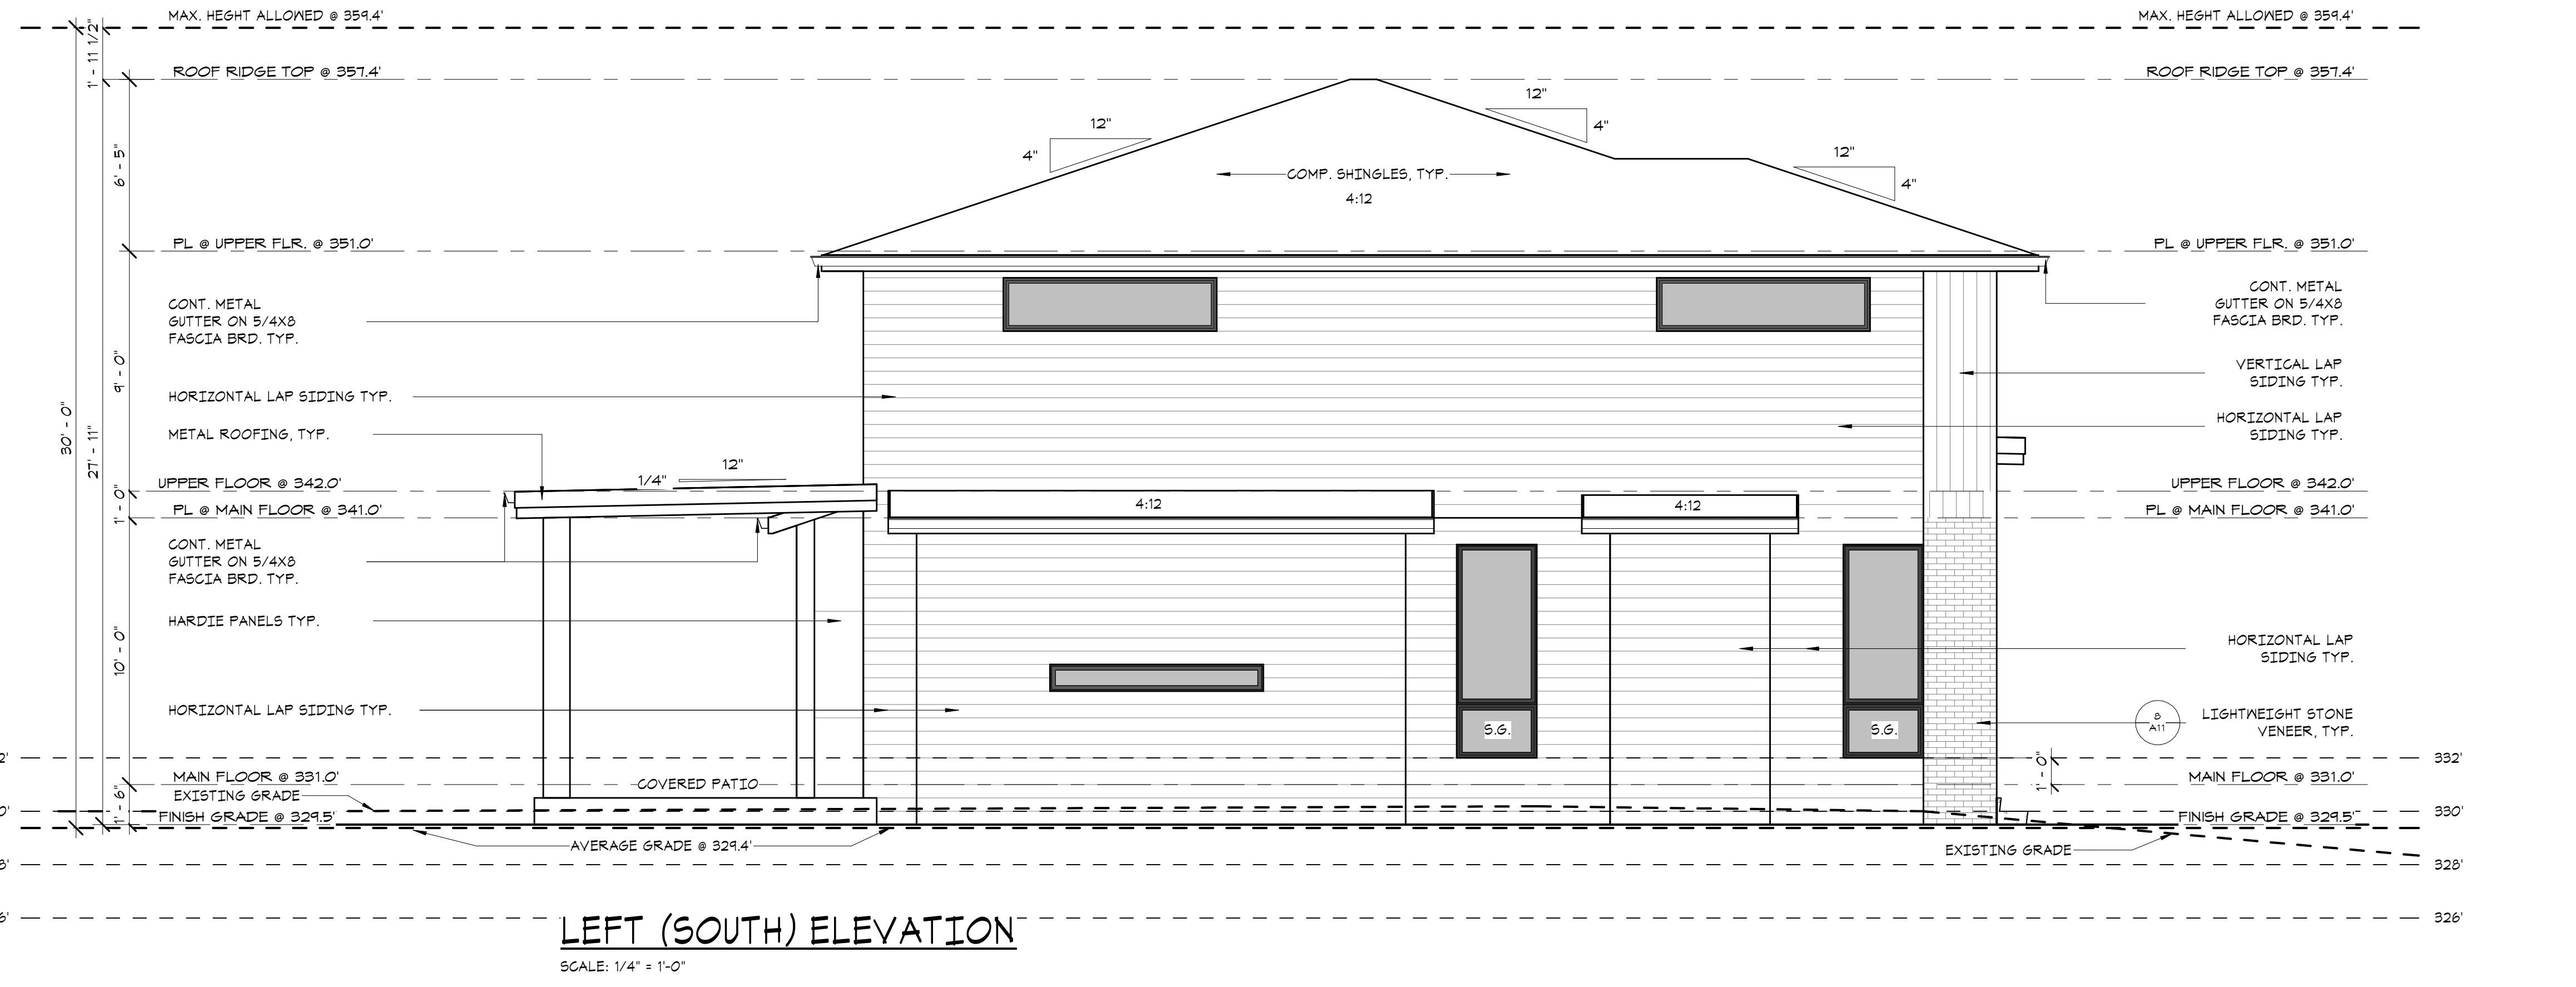 MAX. HEGHT ALLOWED @ 359.4'
MAX. HEGHT ALLOWED @ 359.4'
1' - 11 1/2"
ROOF RIDGE TOP @ 357.4'
ROOF RIDGE TOP @ 357.4'
12"
4"
12"
4"
12"
4"
6' - 5"
COMP. SHINGLES, TYP.
4:12
PL @ UPPER FLR. @ 351.0'
PL @ UPPER FLR. @ 351.0'
CONT. METAL
GUTTER ON 5/4X8
FASCIA BRD. TYP.
CONT. METAL
GUTTER ON 5/4X8
FASCIA BRD. TYP.
9' - 0"
VERTICAL LAP
SIDING TYP.
HORIZONTAL LAP SIDING TYP.
HORIZONTAL LAP
SIDING TYP.
30' - 0"
27' - 11"
METAL ROOFING, TYP.
12"
1/4"
UPPER FLOOR @ 342.0'
UPPER FLOOR @ 342.0'
1' - 0"
PL @ MAIN FLOOR @ 341.0'
4:12
4:12
PL @ MAIN FLOOR @ 341.0'
CONT. METAL
GUTTER ON 5/4X8
FASCIA BRD. TYP.
HARDIE PANELS TYP.
10' - 0"
HORIZONTAL LAP
SIDING TYP.
HORIZONTAL LAP SIDING TYP.
S.G.
S.G.
8
A11
LIGHTWEIGHT STONE
VENEER, TYP.
2'
332'
MAIN FLOOR @ 331.0'
COVERED PATIO
1' - 0"
MAIN FLOOR @ 331.0'
EXISTING GRADE
1' - 6"
0'
330'
FINISH GRADE @ 329.5'
FINISH GRADE @ 329.5'
AVERAGE GRADE @ 329.4'
EXISTING GRADE
8'
328'
6'
326'
LEFT (SOUTH) ELEVATION
SCALE: 1/4" = 1'-0"